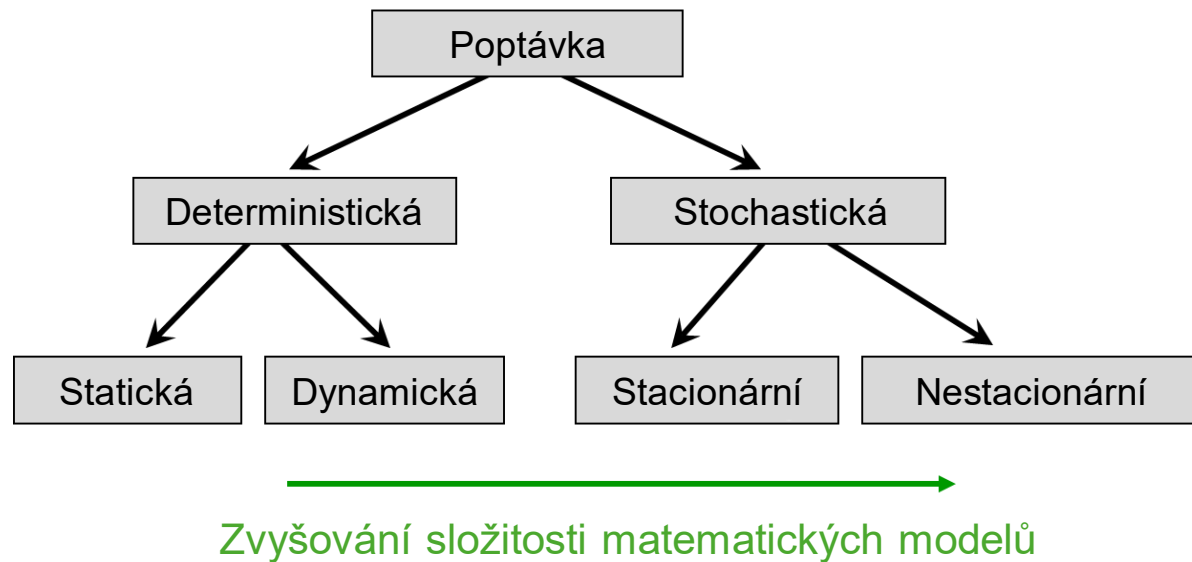 Poptávka
Deterministická
Stochastická
Statická
Dynamická
Stacionární
Nestacionární
Zvyšování složitosti matematických modelů